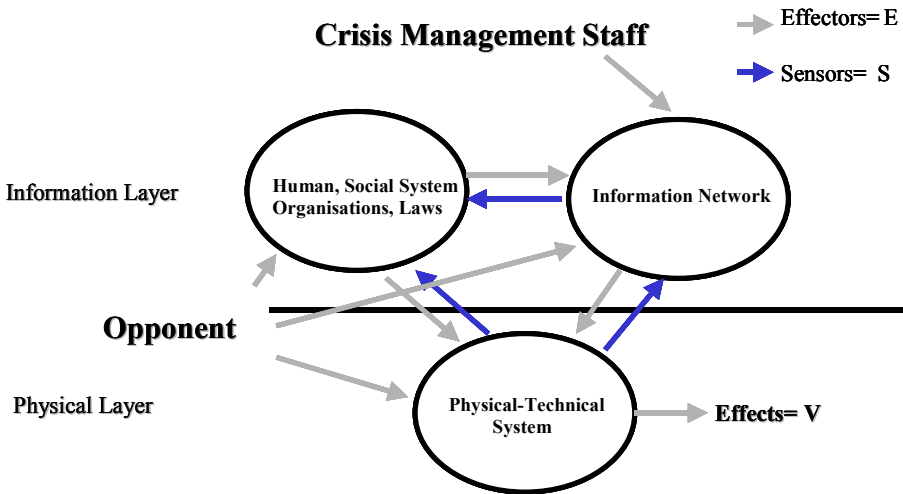 Crisis Management Staff
Effectors= E
Sensors= S
Information Layer
Human, Social System
Organisations, Laws
Information Network
Opponent
Physical Layer
Physical-Technical
System
Effects= V